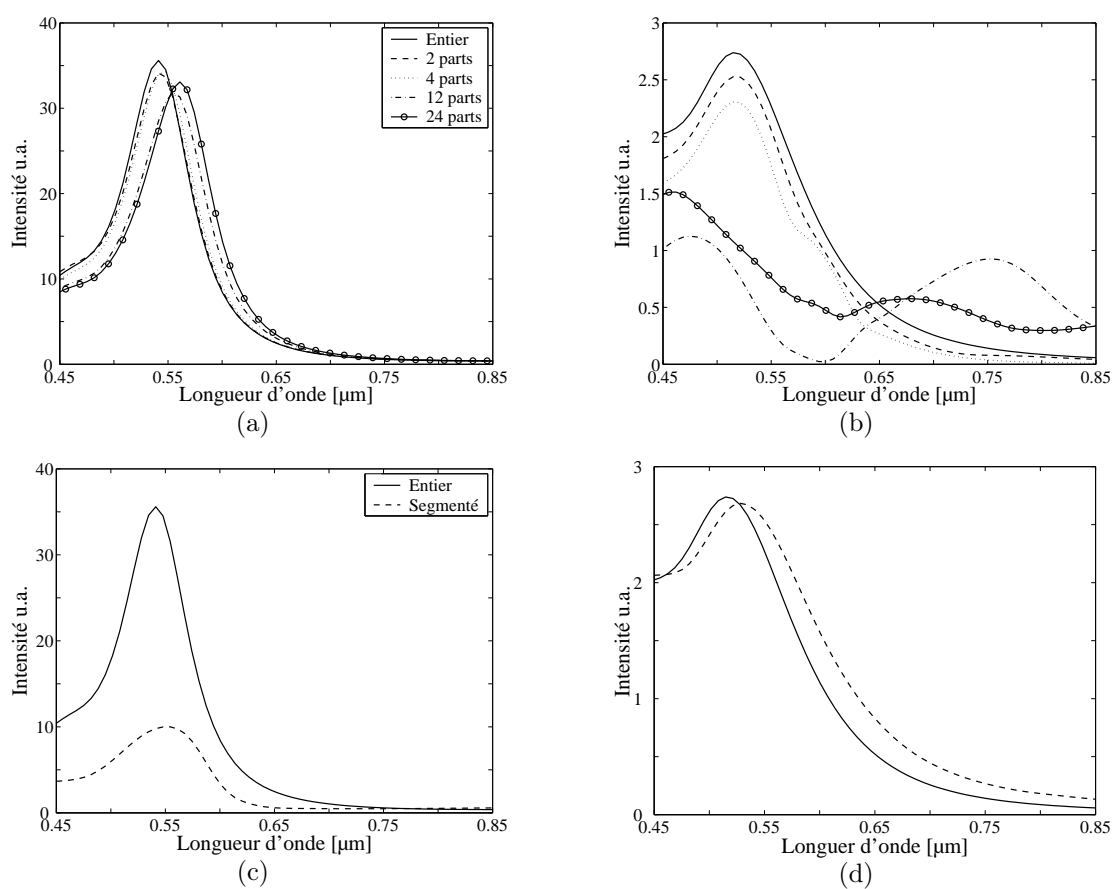 40
30
20
10
0
Intensité u.a.
0.45
0.55
0.65
0.75
0.85
Longueur d'onde [µm]
Entier
2 parts
4 parts
12 parts
24 parts
(a)
3
2.5
2
1.5
1
0.5
0
Intensité u.a.
0.45
0.55
0.65
0.75
0.85
Longueur d'onde [µm]
(b)
40
30
20
10
0
Intensité u.a.
0.45
0.55
0.65
0.75
0.85
Longueur d'onde [µm]
Entier
Segmenté
(c)
3
2
1
0
Intensité u.a.
0.45
0.55
0.65
0.75
0.85
Longuer d'onde [µm]
(d)